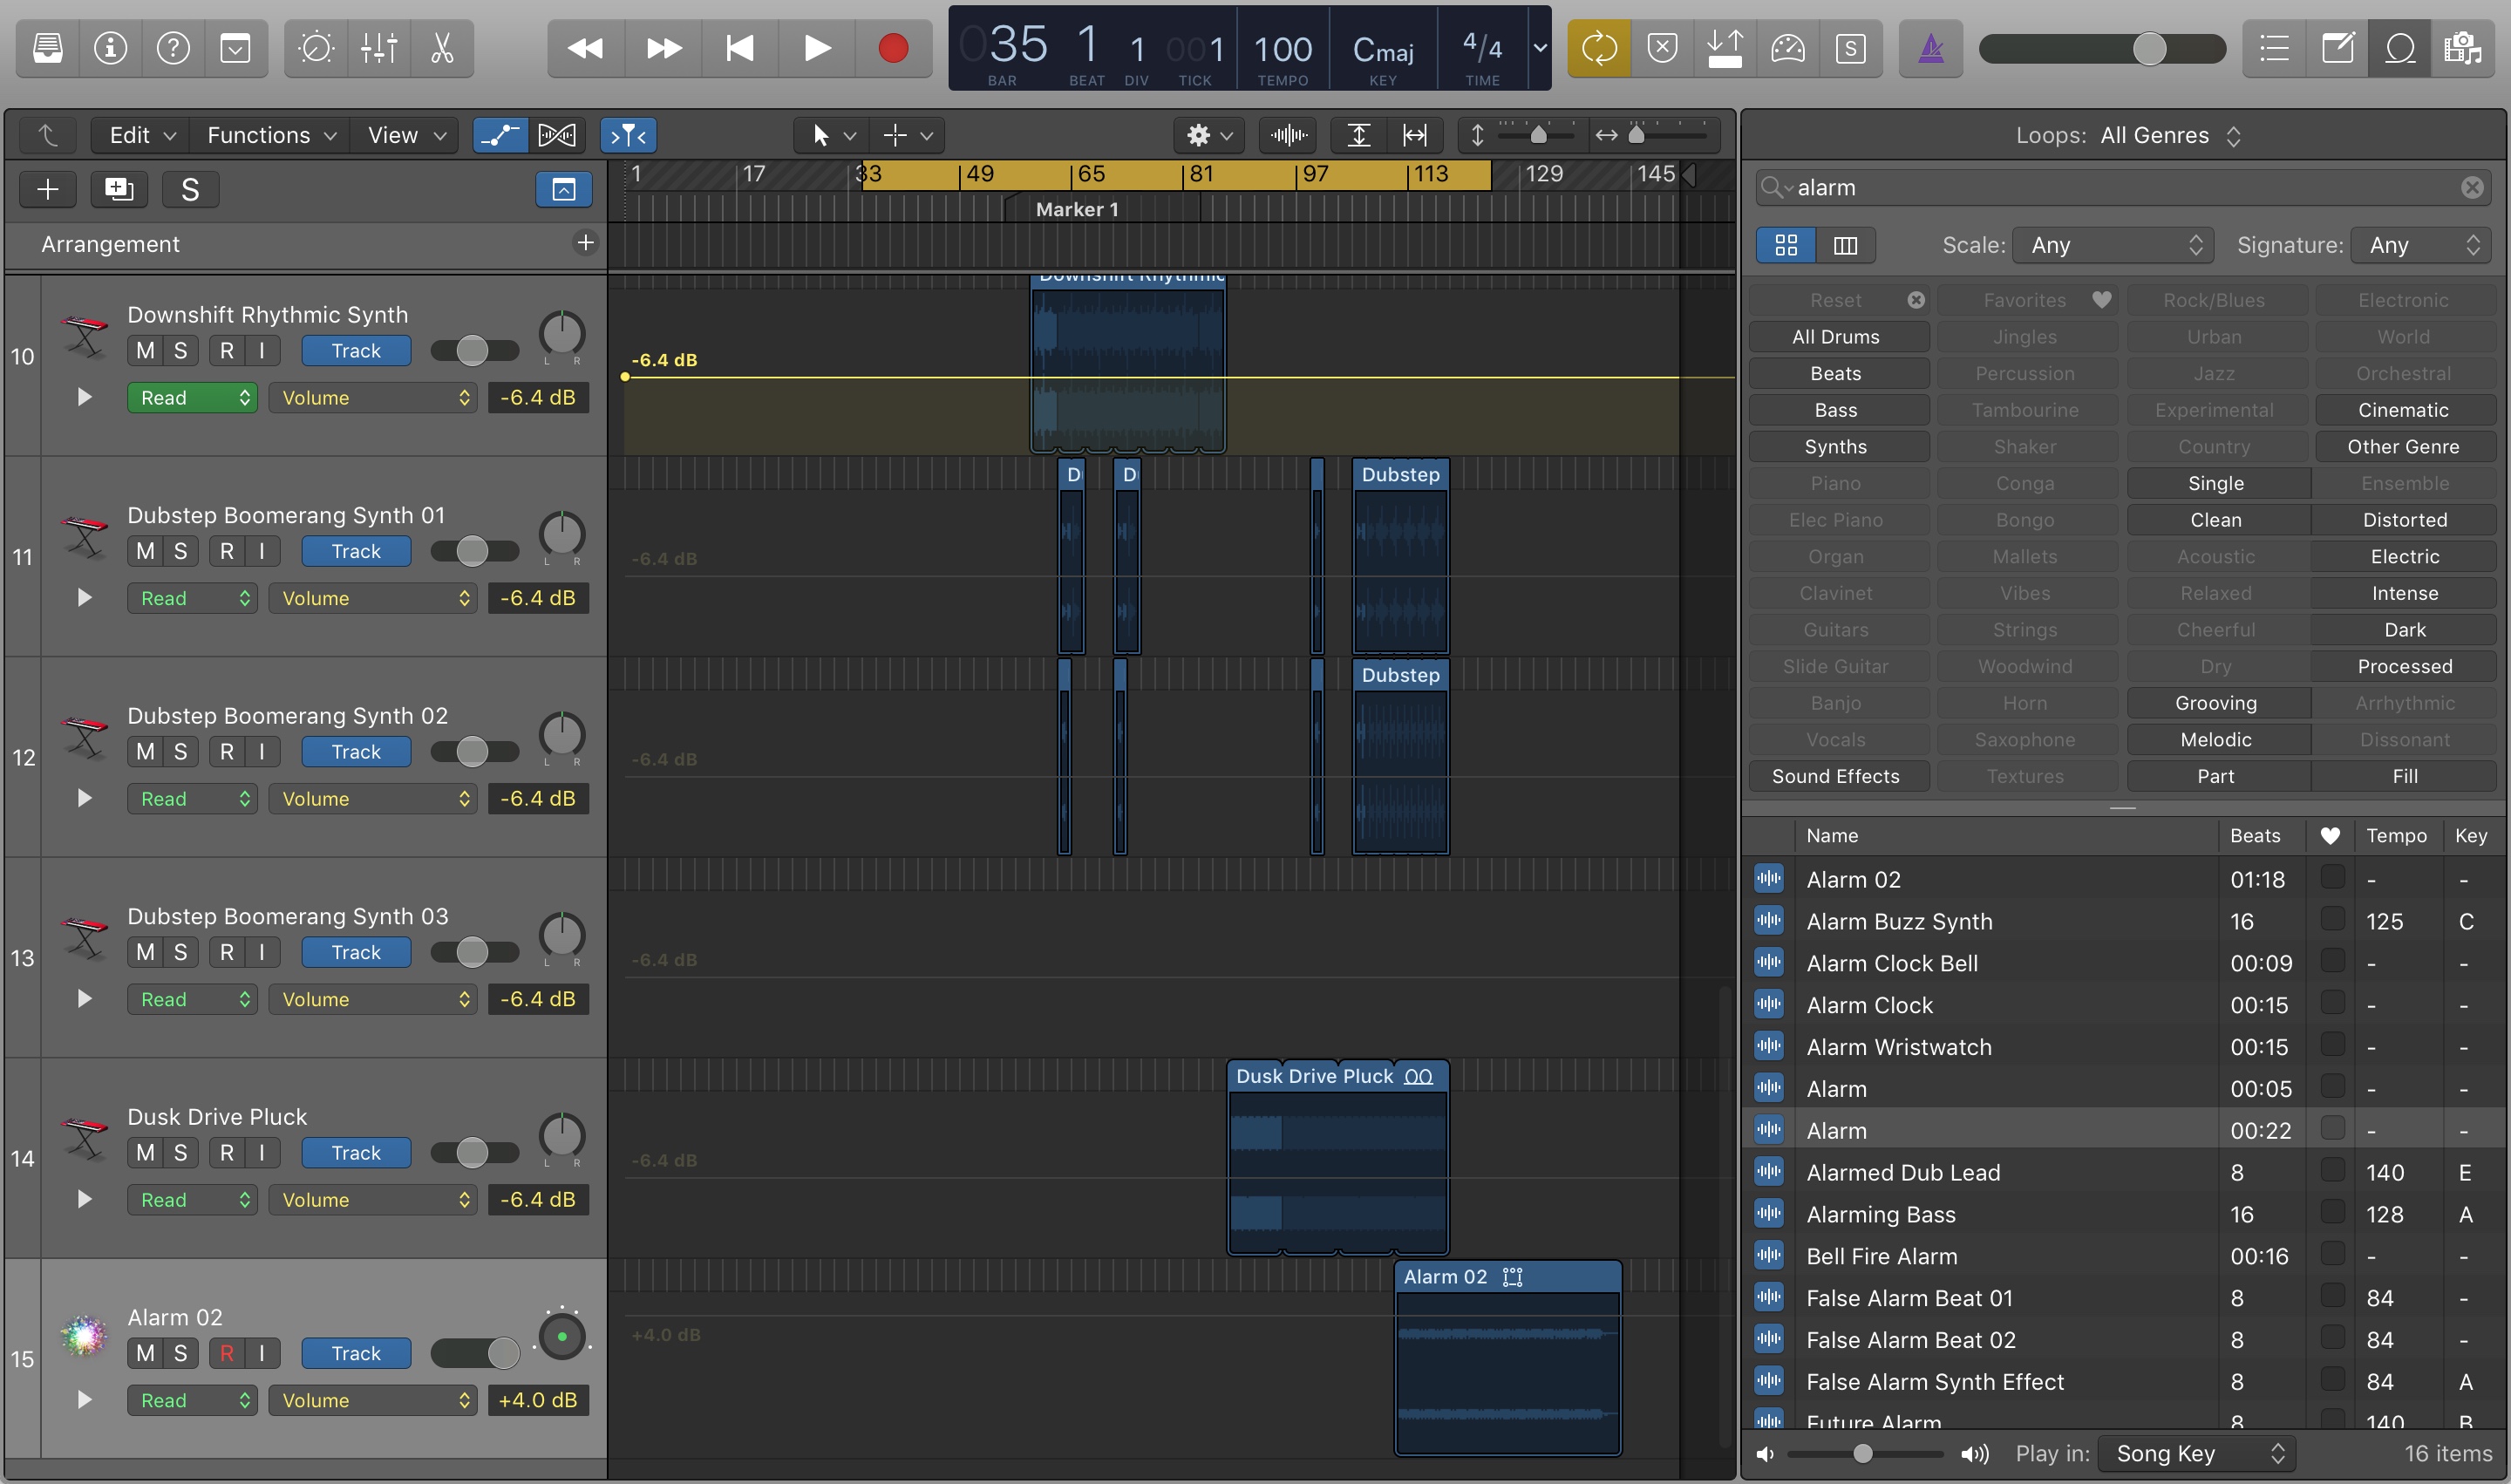 035 1 1 001 100 Cmaj 4/4
BAR BEAT DIV TICK TEMPO KEY TIME
S
Edit Functions View
Loops: All Genres
S
1 17 33 49 65 81 97 113 129 145
alarm
Marker 1
Arrangement
Scale: Any Signature: Any
Reset Favorites Rock/Blues Electronic
All Drums Jingles Urban World
Beats Percussion Jazz Orchestral
Bass Tambourine Experimental Cinematic
Synths Shaker Country Other Genre
Piano Conga Single Ensemble
Elec Piano Bongo Clean Distorted
Organ Mallets Acoustic Electric
Clavinet Vibes Relaxed Intense
Guitars Strings Cheerful Dark
Slide Guitar Woodwind Dry Processed
Banjo Horn Grooving Arrhythmic
Vocals Saxophone Melodic Dissonant
Sound Effects Textures Part Fill
10
Downshift Rhythmic Synth
M S R I Track L R
Read Volume -6.4 dB
Downshift Rhythmic
-6.4 dB
11
Dubstep Boomerang Synth 01
M S R I Track L R
Read Volume -6.4 dB
D D Dubstep
-6.4 dB
12
Dubstep Boomerang Synth 02
M S R I Track L R
Read Volume -6.4 dB
Dubstep
-6.4 dB
13
Dubstep Boomerang Synth 03
M S R I Track L R
Read Volume -6.4 dB
-6.4 dB
14
Dusk Drive Pluck
M S R I Track L R
Read Volume -6.4 dB
Dusk Drive Pluck
-6.4 dB
15
Alarm 02
M S R I Track
Read Volume +4.0 dB
Alarm 02
+4.0 dB
Name Beats Tempo Key
Alarm 02 01:18 - -
Alarm Buzz Synth 16 125 C
Alarm Clock Bell 00:09 - -
Alarm Clock 00:15 - -
Alarm Wristwatch 00:15 - -
Alarm 00:05 - -
Alarm 00:22 - -
Alarmed Dub Lead 8 140 E
Alarming Bass 16 128 A
Bell Fire Alarm 00:16 - -
False Alarm Beat 01 8 84 -
False Alarm Beat 02 8 84 -
False Alarm Synth Effect 8 84 A
Future Alarm 8 140 B
Play in: Song Key 16 items